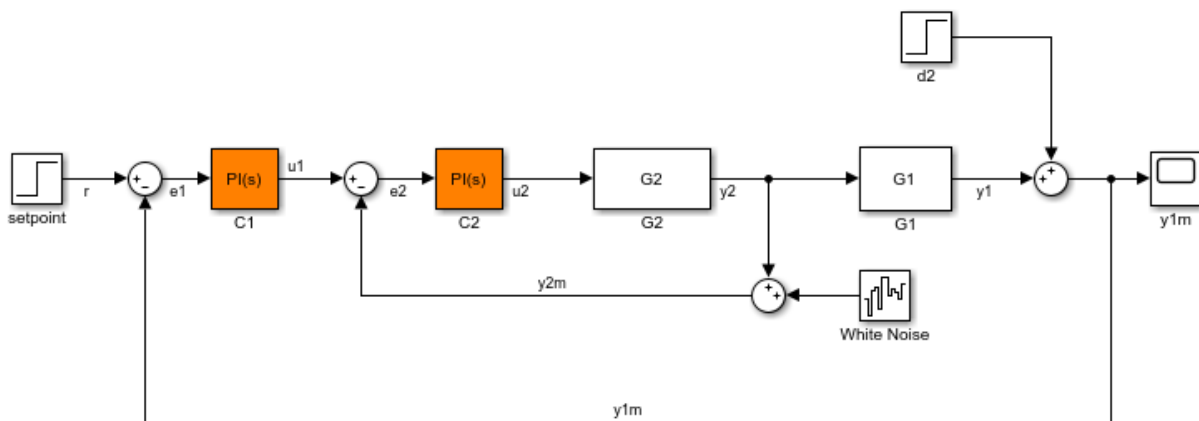 d2
setpoint
r
e1
PI(s)
C1
u1
e2
PI(s)
C2
u2
G2
G2
y2
G1
G1
y1
y1m
y2m
White Noise
y1m